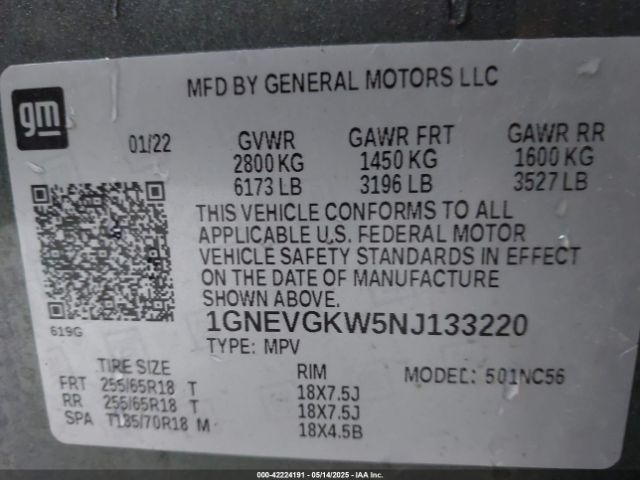 MFD BY GENERAL MOTORS LLC
gm
01/22
GVWR GAWR FRT GAWR RR
2800 KG 1450 KG 1600 KG
6173 LB 3196 LB 3527 LB
THIS VEHICLE CONFORMS TO ALL
APPLICABLE U.S. FEDERAL MOTOR
VEHICLE SAFETY STANDARDS IN EFFECT
ON THE DATE OF MANUFACTURE
SHOWN ABOVE.
619G
1GNEVGKW5NJ133220
TYPE: MPV
TIRE SIZE RIM MODEL: 501NC56
FRT 255/65R18 T 18X7.5J
RR 255/65R18 T 18X7.5J
SPA T135/70R18 M 18X4.5B
000-42224191 - 05/14/2025 - IAA Inc.